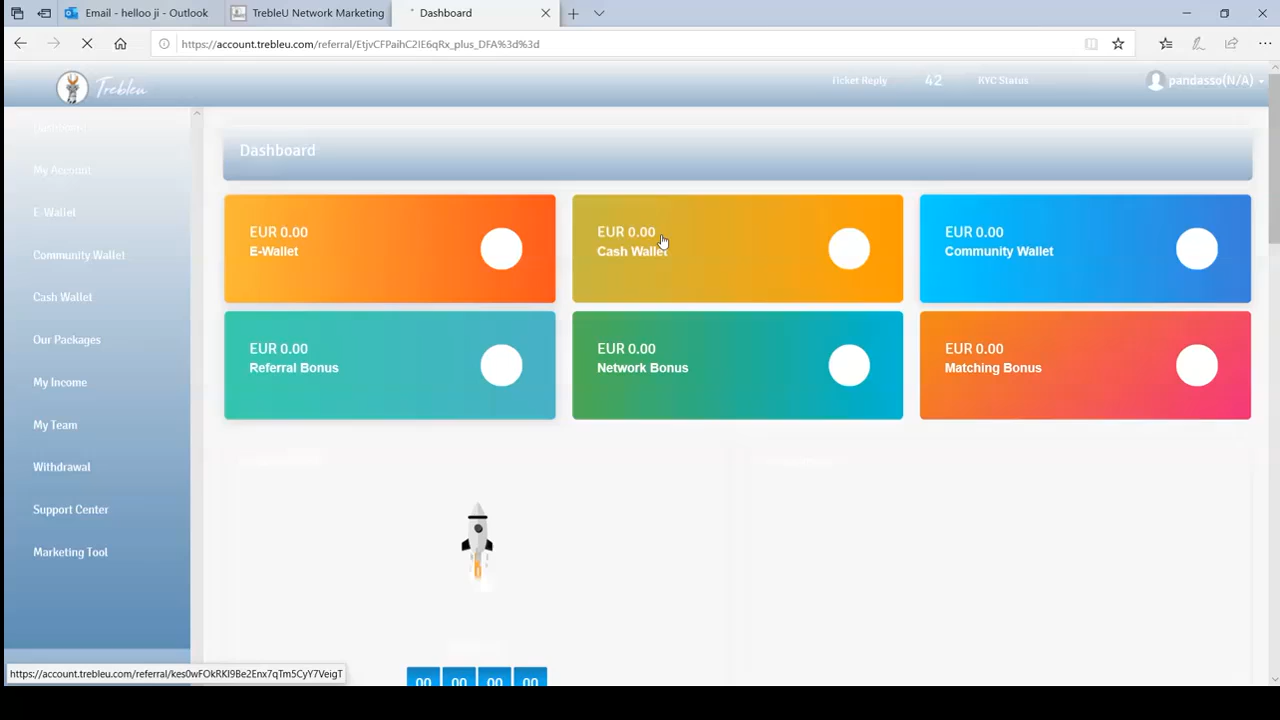 Email - helloo ji - Outlook
TrebleU Network Marketing
Dashboard
https://account.trebleu.com/referral/EtjvCFPaihC2IE6qRx_plus_DFA%3d%3d
Trebleu
Ticket Reply
42
KYC Status
pandasso(N/A)
Dashboard
My Account
E-Wallet
Community Wallet
Cash Wallet
Our Packages
My Income
My Team
Withdrawal
Support Center
Marketing Tool
Dashboard
EUR 0.00
E-Wallet
EUR 0.00
Cash Wallet
EUR 0.00
Community Wallet
EUR 0.00
Referral Bonus
EUR 0.00
Network Bonus
EUR 0.00
Matching Bonus
00 00 00 00
https://account.trebleu.com/referral/kes0wFOkRKI9Be2Enx7qTm5CyY7VeigT